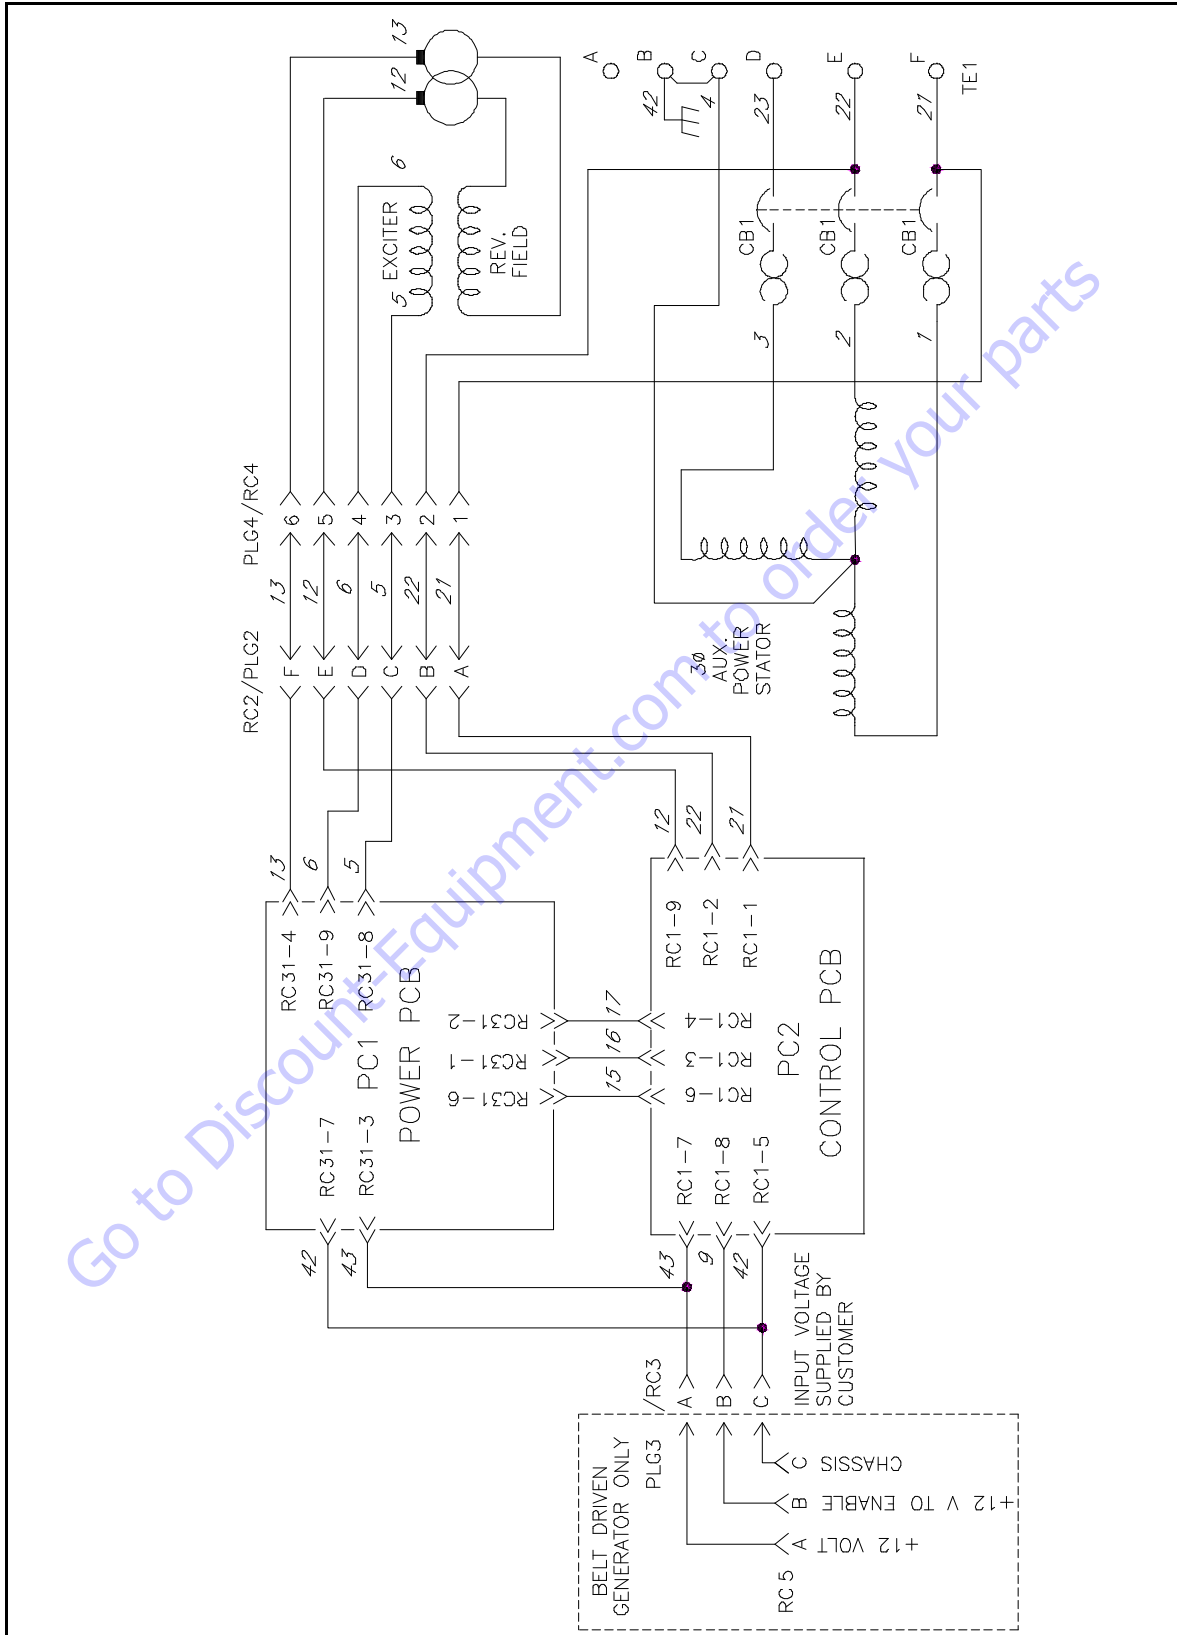 13
12
6
5
EXCITER
REV.
FIELD
A
B
C
D
E
F
TE1
42
4
23
22
21
CB1
CB1
CB1
3
2
1
PLG4/RC4
6
5
4
3
2
1
13
12
6
5
22
21
RC2/PLG2
F
E
D
C
B
A
3Ø
AUX.
POWER
STATOR
13
6
5
RC31-4
RC31-9
RC31-8
PC1
POWER PCB
RC31-2
RC31-1
RC31-6
RC31-7
RC31-3
42
43
17
16
15
12
22
21
RC1-9
RC1-2
RC1-1
RC1-4
RC1-3
RC1-6
PC2
CONTROL PCB
RC1-7
RC1-8
RC1-5
43
9
42
INPUT VOLTAGE
SUPPLIED BY
CUSTOMER
/RC3
A
B
C
PLG3
BELT DRIVEN
GENERATOR ONLY
C CHASSIS
B +12 V TO ENABLE
A +12 VOLT
RC5
Go to Discount-Equipment.com to order your parts